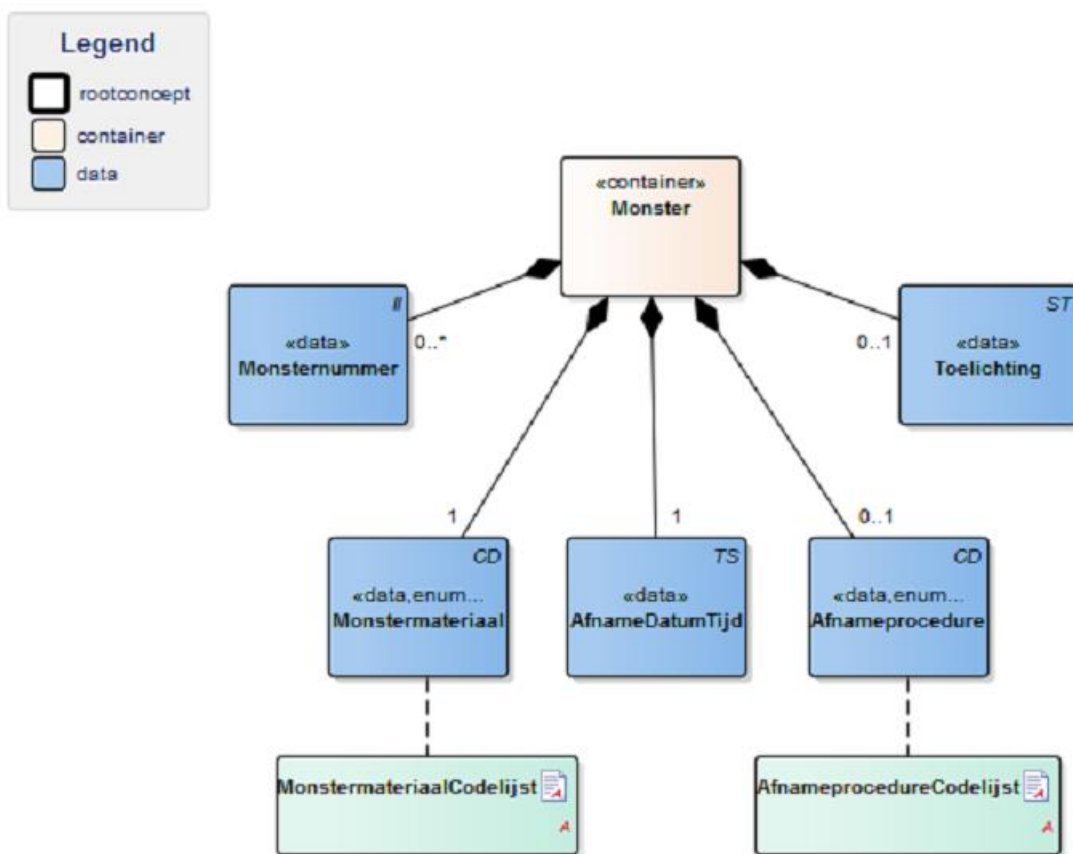 Legend
rootconcept
container
data
«container»
Monster
II
«data»
Monsternummer
0..*
ST
«data»
Toelichting
0..1
1
1
0..1
CD
«data,enum...
Monstermateriaal
TS
«data»
AfnameDatumTijd
CD
«data,enum...
Afnameprocedure
MonstermateriaalCodelijst
A
A
AfnameprocedureCodelijst
A
A